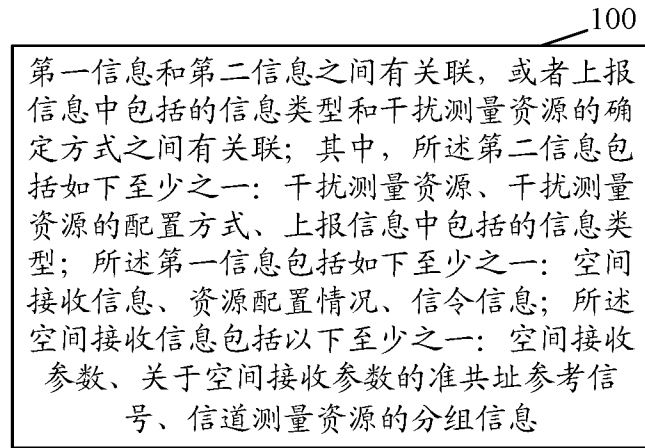 100
第一信息和第二信息之间有关联，或者上报
信息中包括的信息类型和干扰测量资源的确
定方式之间有关联；其中，所述第二信息包
括如下至少之一：干扰测量资源、干扰测量
资源的配置方式、上报信息中包括的信息类
型；所述第一信息包括如下至少之一：空间
接收信息、资源配置情况、信令信息；所述
空间接收信息包括以下至少之一：空间接收
参数、关于空间接收参数的准共址参考信
号、信道测量资源的分组信息